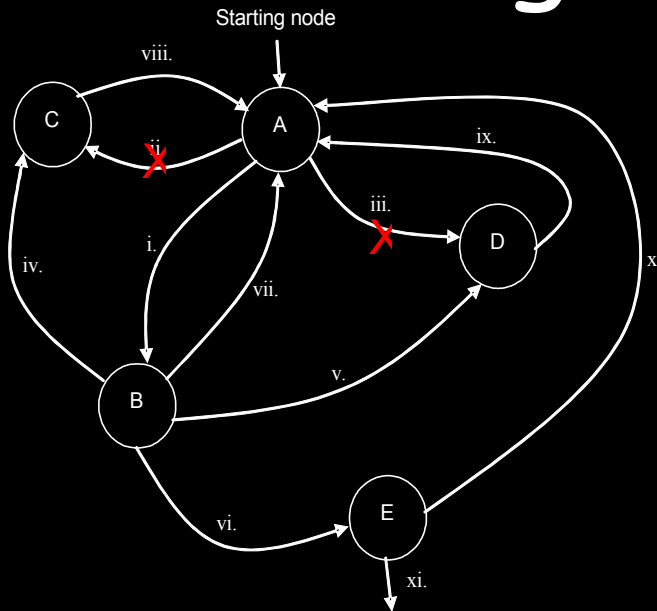 Starting node
viii.
C
A
ii.
ix.
iii.
D
i.
iv.
vii.
x
v.
B
E
vi.
xi.